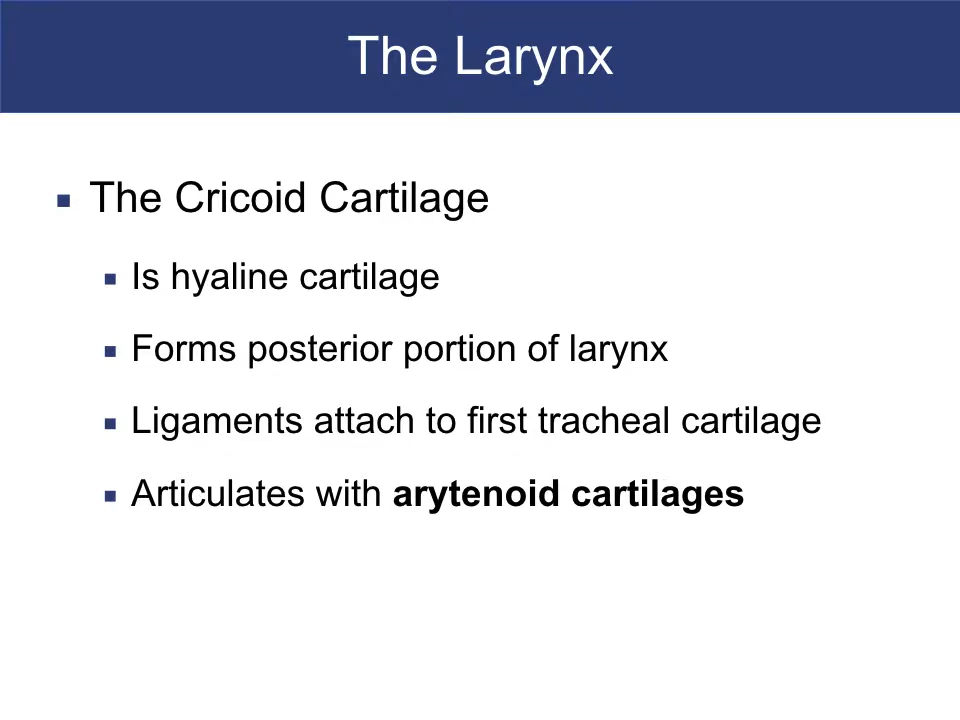 The Larynx
The Cricoid Cartilage
Is hyaline cartilage
Forms posterior portion of larynx
Ligaments attach to first tracheal cartilage
Articulates with arytenoid cartilages